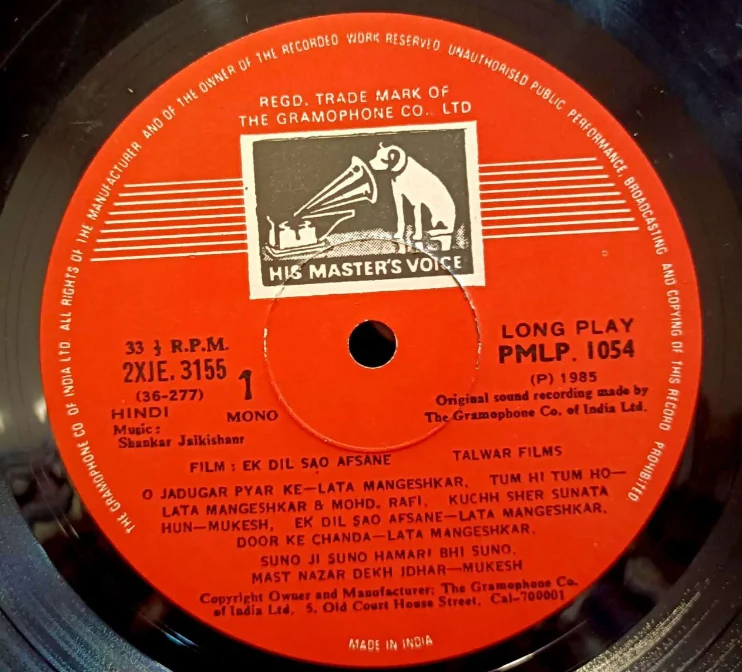 THE GRAMOPHONE CO OF INDIA LTD. ALL RIGHTS OF THE MANUFACTURER AND OF THE OWNER OF THE RECORDED WORK RESERVED UNAUTHORISED PUBLIC PERFORMANCE, BROADCASTING AND COPYING OF THIS RECORD PROHIBITED
REGD. TRADE MARK OF
THE GRAMOPHONE CO., LTD
HIS MASTER'S VOICE
33 ⅓ R.P.M.
2XJE. 3155
(36-277)
1
HINDI
MONO
Music:
Shankar Jaikishanr
LONG PLAY
PMLP. 1054
(P) 1985
Original sound recording made by
The Gramophone Co. of India Ltd.
FILM : EK DIL SAO AFSANE TALWAR FILMS
O JADUGAR PYAR KE—LATA MANGESHKAR, TUM HI TUM HO—
LATA MANGESHKAR & MOHD. RAFI, KUCHH SHER SUNATA
HUN—MUKESH, EK DIL SAO AFSANE—LATA MANGESHKAR,
DOOR KE CHANDA—LATA MANGESHKAR,
SUNO JI SUNO HAMARI BHI SUNO,
MAST NAZAR DEKH IDHAR—MUKESH
Copyright Owner and Manufacturer: The Gramophone Co.
of India Ltd, 5, Old Court House Street, Cal-700001
MADE IN INDIA